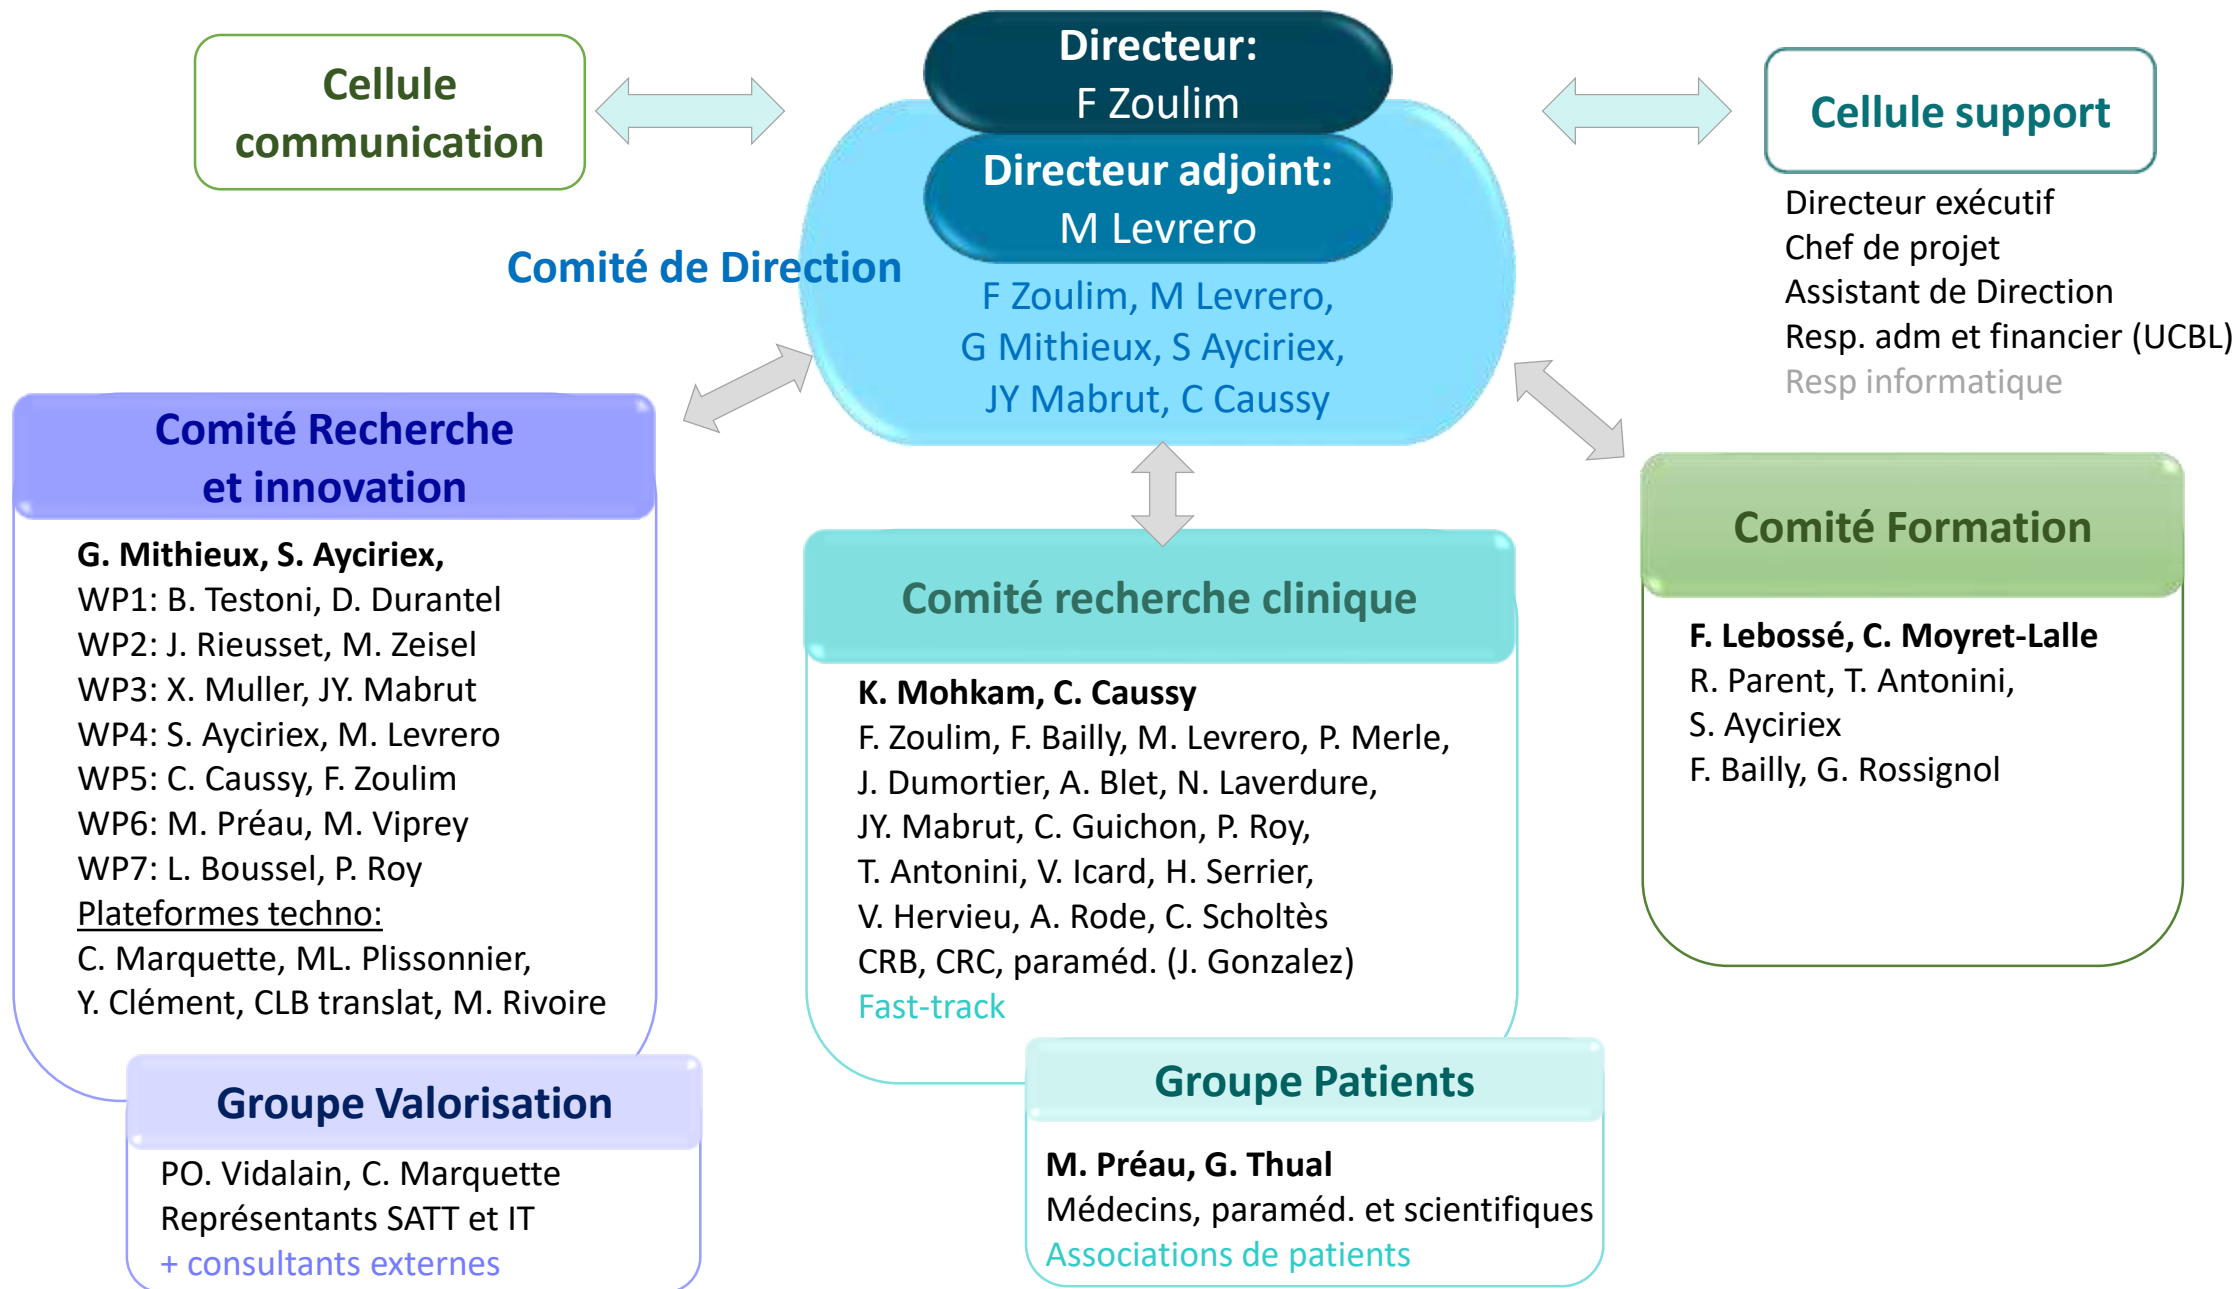 Cellule
communication
Directeur:
F Zoulim
Directeur adjoint:
M Levrero
Comité de Direction
F Zoulim, M Levrero,
G Mithieux, S Ayciriex,
JY Mabrut, C Caussy
Cellule support
Directeur exécutif
Chef de projet
Assistant de Direction
Resp. adm et financier (UCBL)
Resp informatique
Comité Recherche
et innovation
G. Mithieux, S. Ayciriex,
WP1: B. Testoni, D. Durantel
WP2: J. Rieusset, M. Zeisel
WP3: X. Muller, JY. Mabrut
WP4: S. Ayciriex, M. Levrero
WP5: C. Caussy, F. Zoulim
WP6: M. Préau, M. Viprey
WP7: L. Boussel, P. Roy
Plateformes techno:
C. Marquette, ML. Plissonnier,
Y. Clément, CLB translat, M. Rivoire
Groupe Valorisation
PO. Vidalain, C. Marquette
Représentants SATT et IT
+ consultants externes
Comité recherche clinique
K. Mohkam, C. Caussy
F. Zoulim, F. Bailly, M. Levrero, P. Merle,
J. Dumortier, A. Blet, N. Laverdure,
JY. Mabrut, C. Guichon, P. Roy,
T. Antonini, V. Icard, H. Serrier,
V. Hervieu, A. Rode, C. Scholtès
CRB, CRC, paraméd. (J. Gonzalez)
Fast-track
Groupe Patients
M. Préau, G. Thual
Médecins, paraméd. et scientifiques
Associations de patients
Comité Formation
F. Lebossé, C. Moyret-Lalle
R. Parent, T. Antonini,
S. Ayciriex
F. Bailly, G. Rossignol